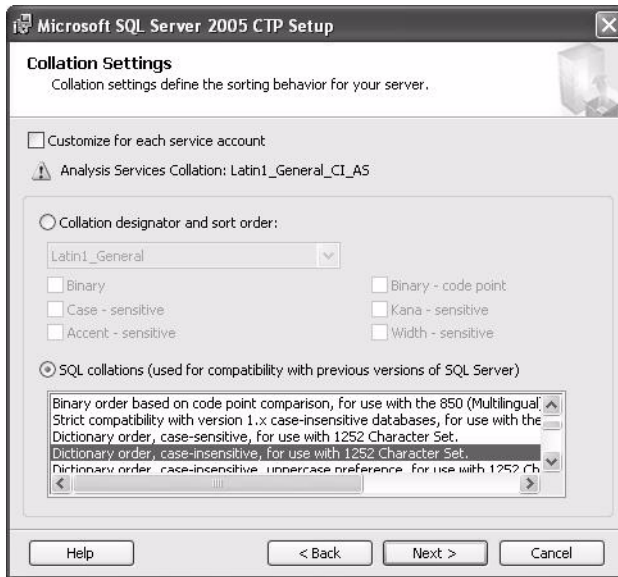 Microsoft SQL Server 2005 CTP Setup
Collation Settings
Collation settings define the sorting behavior for your server.
Customize for each service account
Analysis Services Collation: Latin1_General_CI_AS
Collation designator and sort order:
Latin1_General
Binary
Binary - code point
Case - sensitive
Kana - sensitive
Accent - sensitive
Width - sensitive
SQL collations (used for compatibility with previous versions of SQL Server)
Binary order based on code point comparison, for use with the 850 (Multilingual)
Strict compatibility with version 1.x case-insensitive databases, for use with the
Dictionary order, case-sensitive, for use with 1252 Character Set.
Dictionary order, case-insensitive, for use with 1252 Character Set.
Dictionary order, case-insensitive, uppercase preference, for use with 1252 Ch
Help
< Back
Next >
Cancel